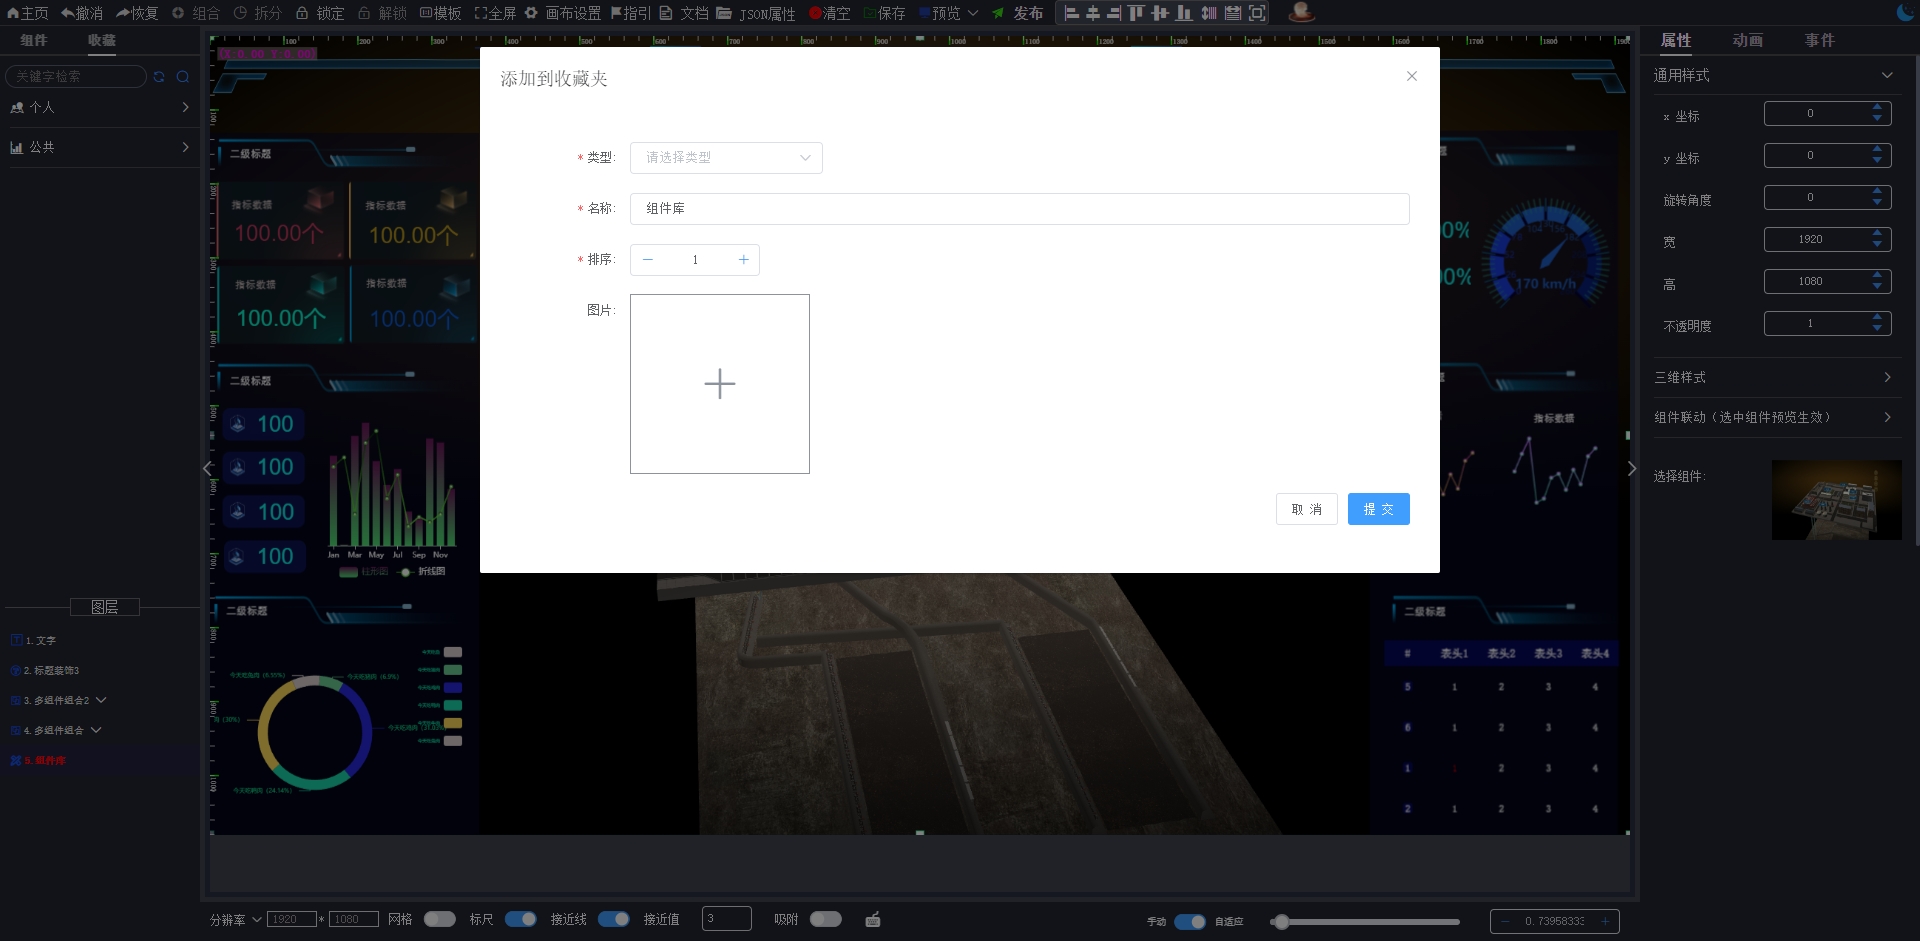 主页 撤消 恢复 组合 拆分 锁定 解锁 模板 全屏 画布设置 指引 文档 JSON属性 清空 保存 预览 发布
组件 收藏
关键字检索
个人
公共
图层
1. 文字
2. 标题装饰3
3. 多组件组合2
4. 多组件组合
5. 组件库
二级标题
指标数据 指标数据
100.00个 100.00个
指标数据 指标数据
100.00个 100.00个
二级标题
100
100
100
100
Jan Mar May Jul Sep Nov
柱形图 折线图
二级标题
今天吃鸡肉 (6.9%)
今天吃鸡肉 (24.14%)
添加到收藏夹
* 类型: 请选择类型
* 名称: 组件库
* 排序: − 1 +
图片:
取 消 提 交
0%
0%
170 km/h
指标数据
二级标题
# 表头1 表头2 表头3 表头4
5 1 2 3 4
6 1 2 3 4
1 2 3 4
2 1 2 3 4
属性 动画 事件
通用样式
x 坐标 0
y 坐标 0
旋转角度 0
宽 1920
高 1080
不透明度 1
三维样式
组件联动（选中组件预览生效）
选择组件:
分辨率 1920 * 1080 网格 标尺 接近线 接近值 3 吸附 手动 自适应 − 0.73958333 +